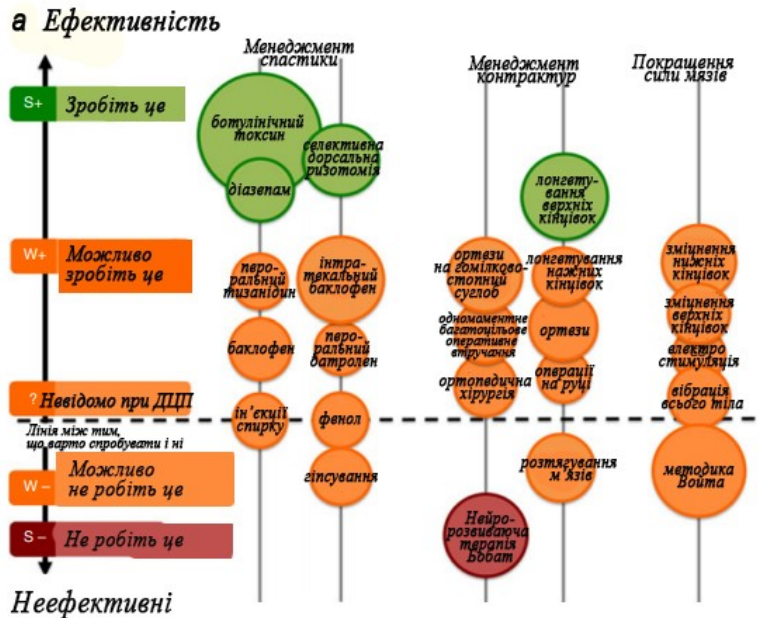 а Ефективність
Менеджмент
спастики
Менеджмент
контрактур
Покращення
сили мязів
S+ Зробіть це
ботулінічний
токсин
селективна
дорсальна
ризотомія
діазепам
лонгету-
вання
верхніх
кінцівок
W+ Можливо
зробіть це
перо-
ральний
тизанідин
інтра-
текальний
баклофен
ортези
на гомілково-
стопний
суглоб
лонгетування
нажних
кінцівок
зміцнення
нижніх
кінцівок
баклофен
перо-
ральний
датролен
одномоментне
багатоцільове
оперативне
втручання
ортези
зміцнення
верхніх
кінцівок
електро
стимуляція
ортопедична
хірургія
операції
на руці
вібрація
всього тіла
? Невідомо при ДЦП
Лінія між тим,
що варто спробувати і ні
ін'єкції
спирку
фенол
W – Можливо
не робіть це
гіпсування
розтягування
м'язів
методика
Войта
S – Не робіть це
Нейро-
розвиваюча
терапія
Бобат
Неефективні